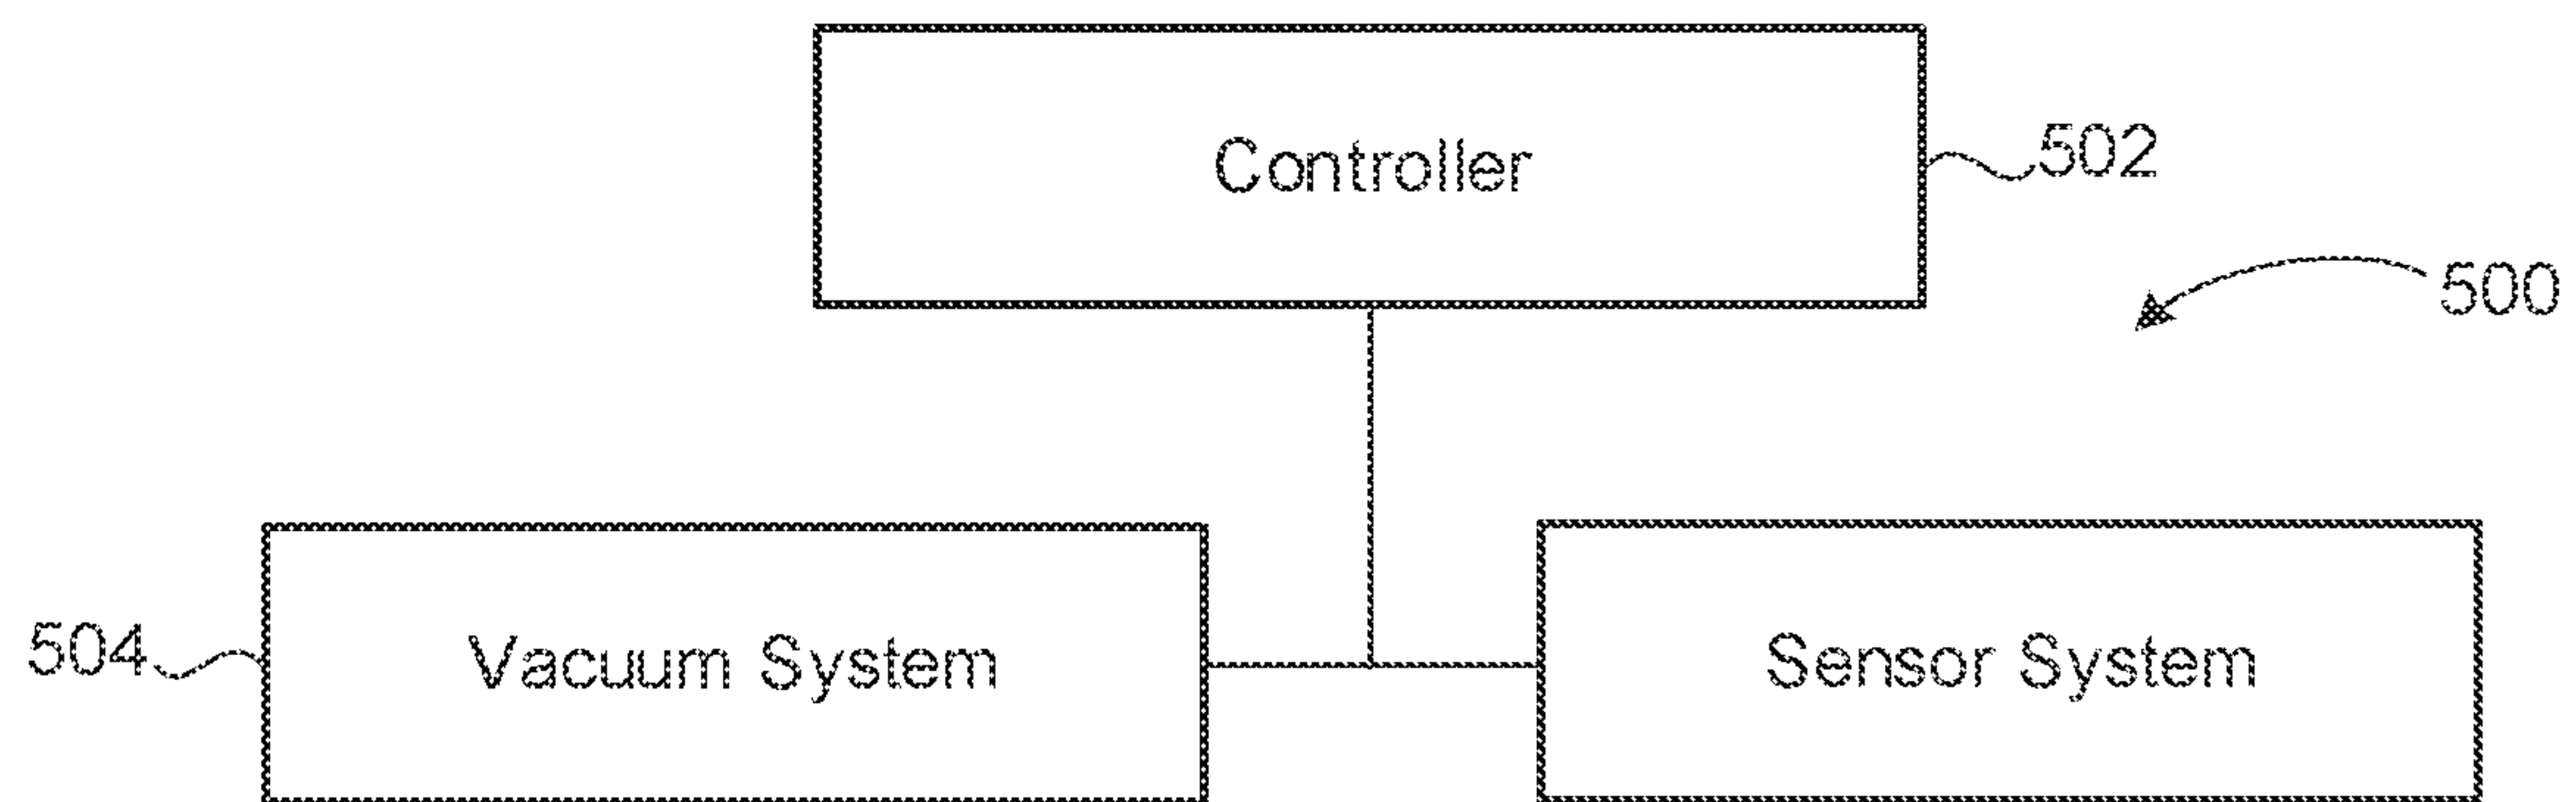 Controller
502
500
504
Vacuum System
Sensor System